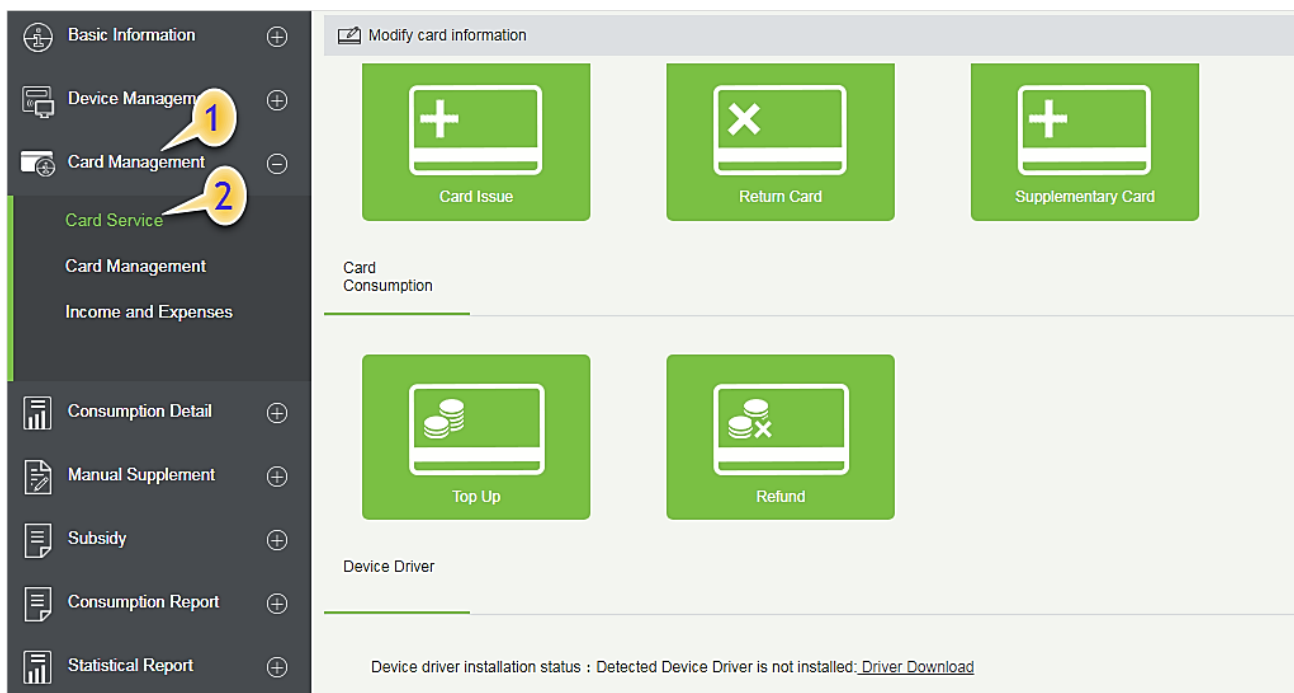 Basic Information
Device Managem
1
Card Management
2
Card Service
Card Management
Income and Expenses
Consumption Detail
Manual Supplement
Subsidy
Consumption Report
Statistical Report
Modify card information
Card Issue
Return Card
Supplementary Card
Card
Consumption
Top Up
Refund
Device Driver
Device driver installation status : Detected Device Driver is not installed: Driver Download